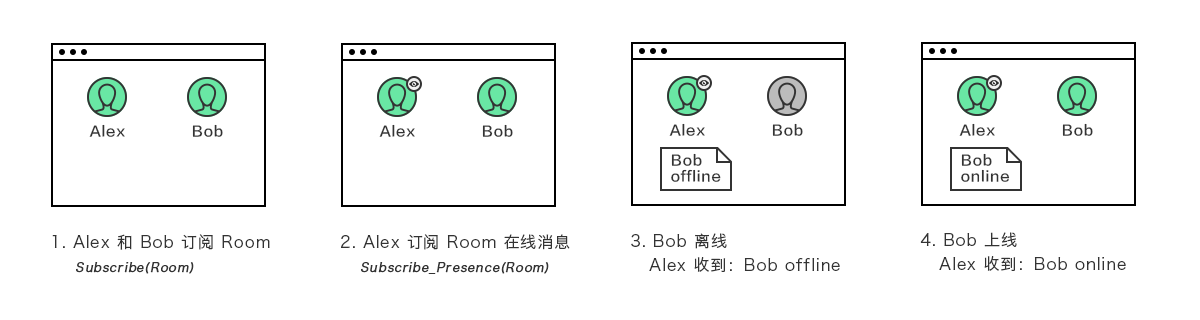 Alex
Bob
1. Alex 和 Bob 订阅 Room
Subscribe(Room)
Alex
Bob
2. Alex 订阅 Room 在线消息
Subscribe_Presence(Room)
Alex
Bob
Bob
offline
3. Bob 离线
Alex 收到：Bob offline
Alex
Bob
Bob
online
4. Bob 上线
Alex 收到：Bob online